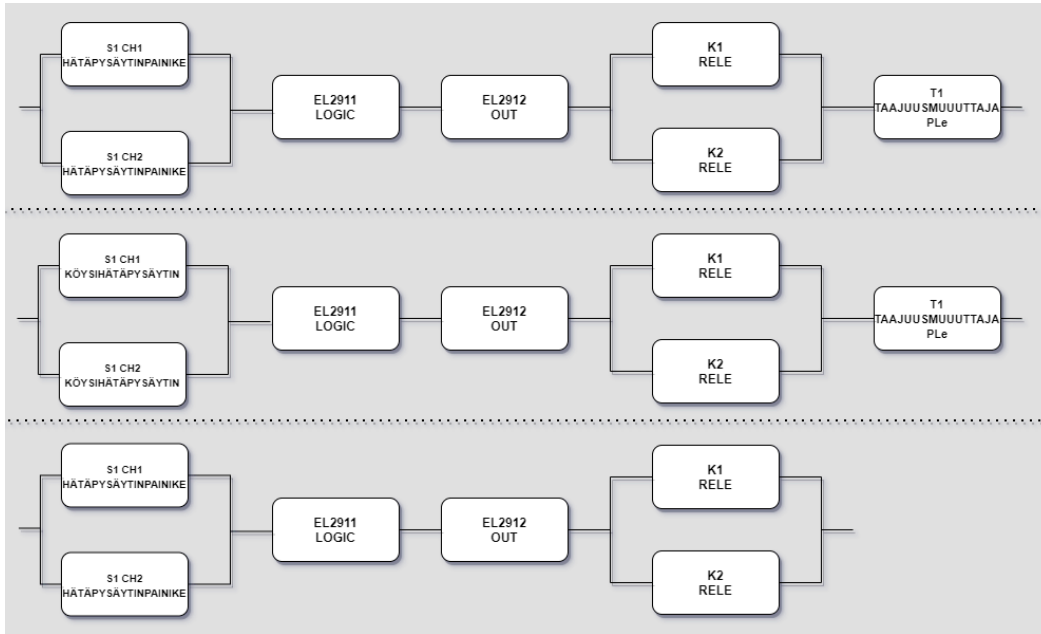 S1 CH1
HÄTÄPYSÄYTINPAINIKE
S1 CH2
HÄTÄPYSÄYTINPAINIKE
EL2911
LOGIC
EL2912
OUT
K1
RELE
K2
RELE
T1
TAAJUUSMUUUTTAJA
PLe
S1 CH1
KÖYSIHÄTÄPYSÄYTIN
S1 CH2
KÖYSIHÄTÄPYSÄYTIN
EL2911
LOGIC
EL2912
OUT
K1
RELE
K2
RELE
T1
TAAJUUSMUUUTTAJA
PLe
S1 CH1
HÄTÄPYSÄYTINPAINIKE
S1 CH2
HÄTÄPYSÄYTINPAINIKE
EL2911
LOGIC
EL2912
OUT
K1
RELE
K2
RELE